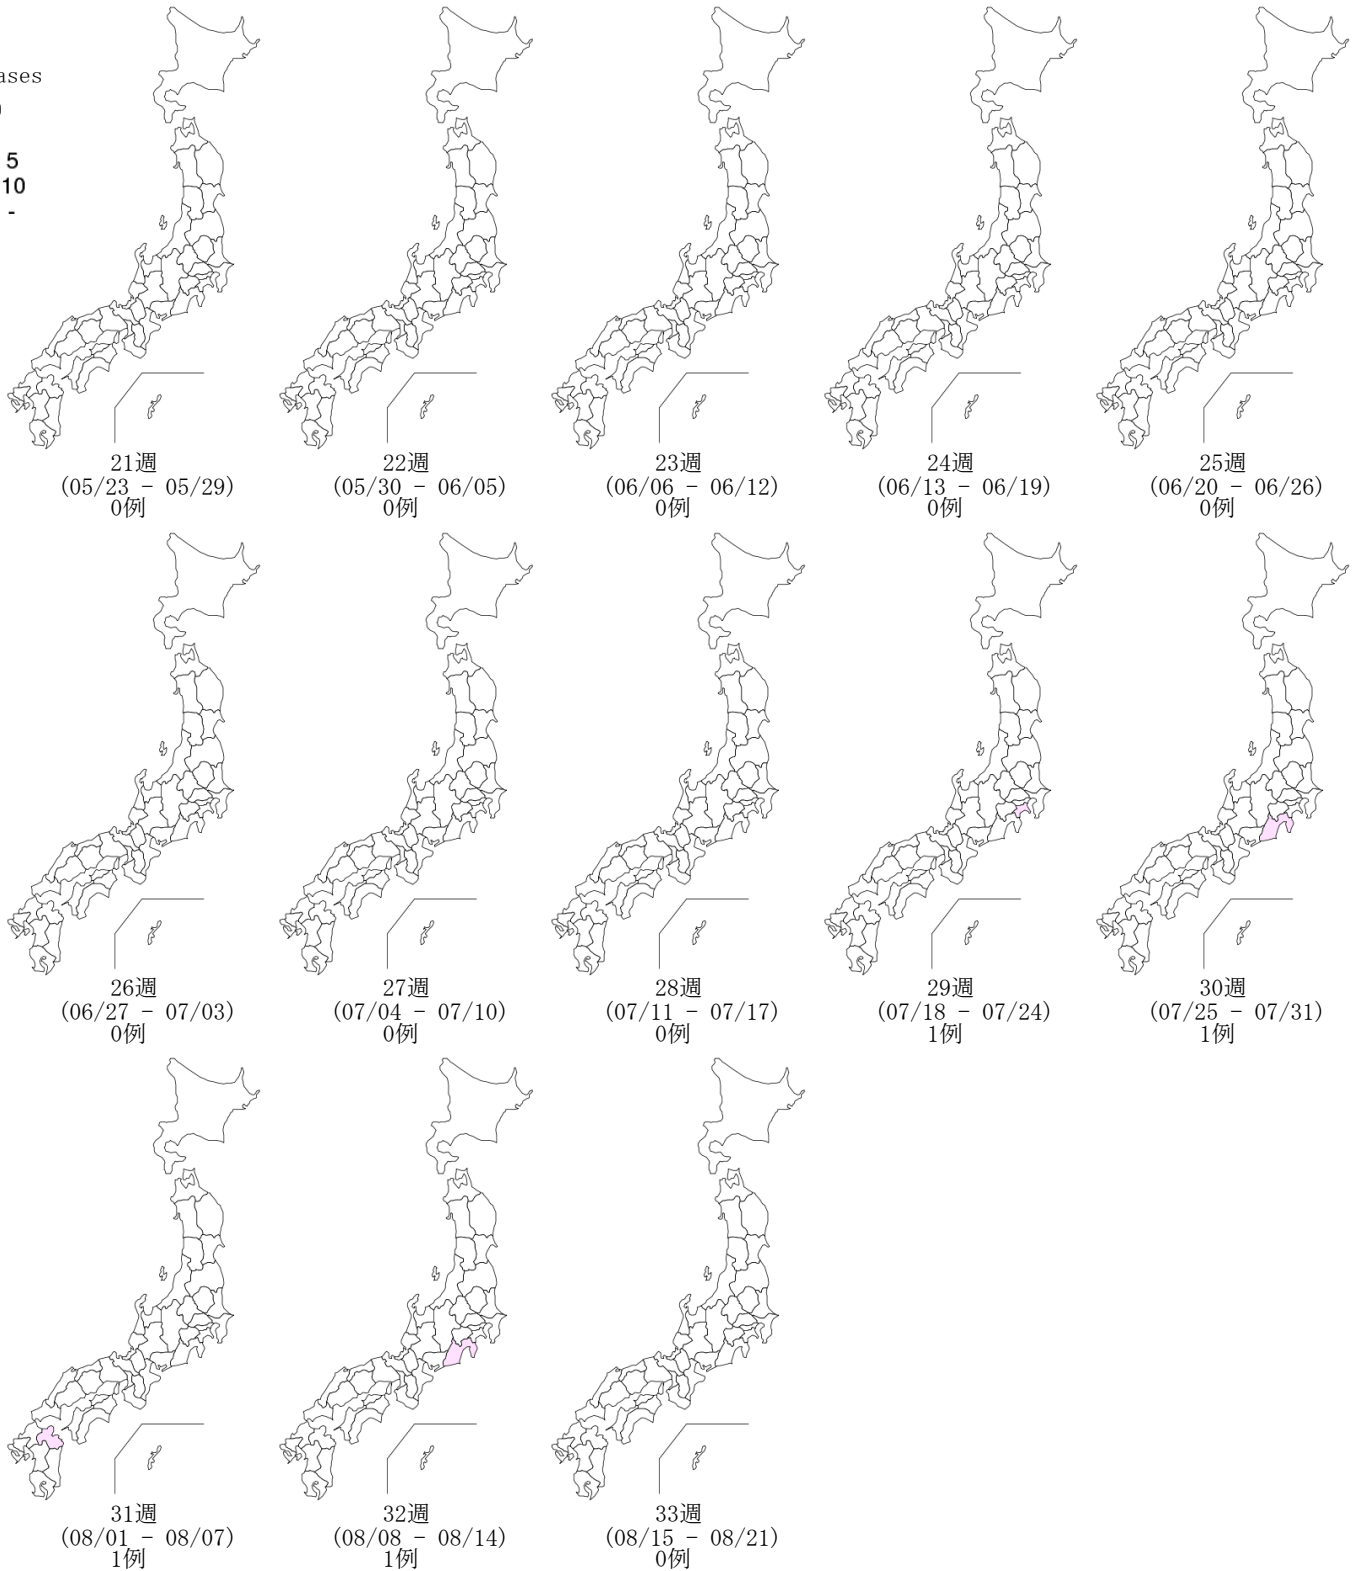 ases
5
10
-
21週
(05/23 - 05/29)
0例
22週
(05/30 - 06/05)
0例
23週
(06/06 - 06/12)
0例
24週
(06/13 - 06/19)
0例
25週
(06/20 - 06/26)
0例
26週
(06/27 - 07/03)
0例
27週
(07/04 - 07/10)
0例
28週
(07/11 - 07/17)
0例
29週
(07/18 - 07/24)
1例
30週
(07/25 - 07/31)
1例
31週
(08/01 - 08/07)
1例
32週
(08/08 - 08/14)
1例
33週
(08/15 - 08/21)
0例